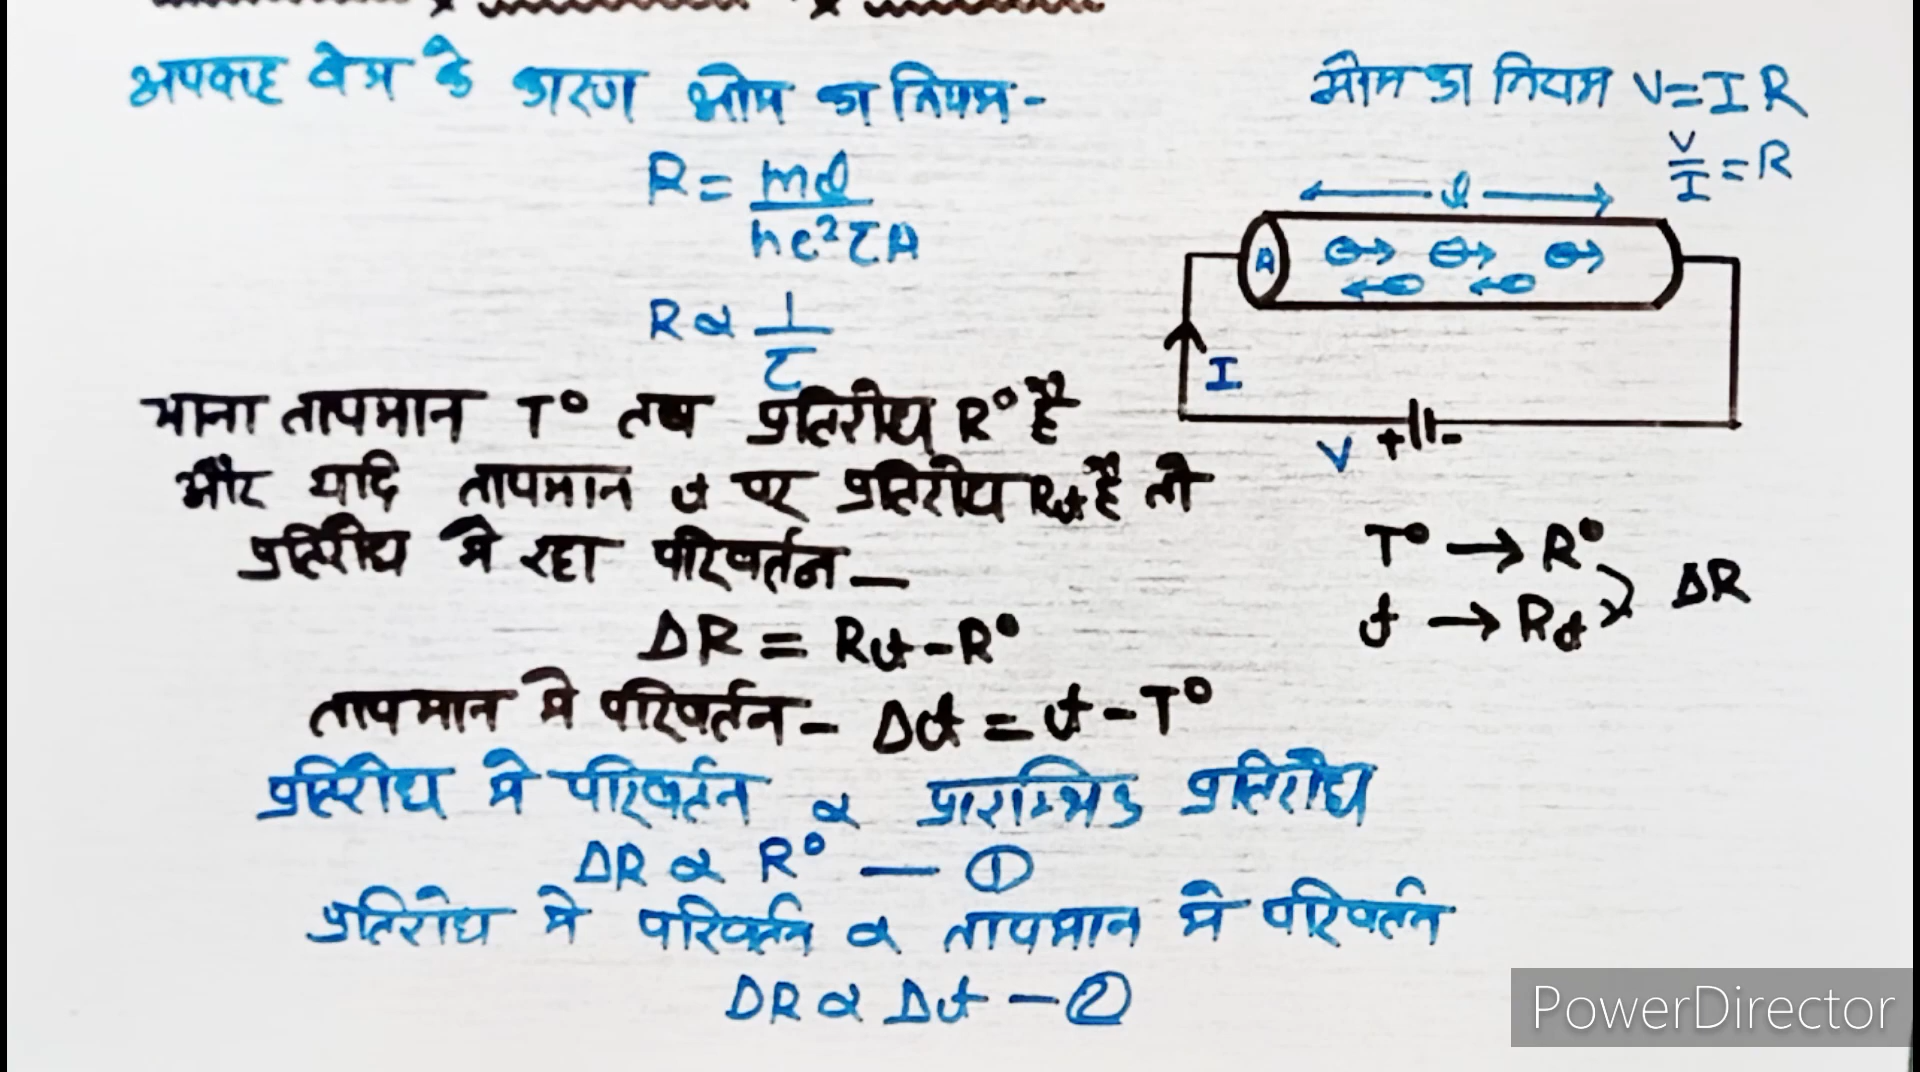 अपवाह वेग के कारण ओम का नियम-
R = ml
ne²τA
R α 1
τ
माना तापमान T° तब प्रतिरोध R° है
और यदि तापमान t पर प्रतिरोध Rt है तो
प्रतिरोध मे रहा परिवर्तन —
ΔR = Rt - R°
तापमान मे परिवर्तन - Δt = t - T°
प्रतिरोध मे परिवर्तन α प्रारम्भिक प्रतिरोध
ΔR α R° — ①
प्रतिरोध मे परिवर्तन α तापमान मे परिवर्तन
ΔR α Δt - ②
ओम का नियम V = I R
V
I = R
l
A
I
V + -
T° → R°
t → Rt
ΔR
PowerDirector